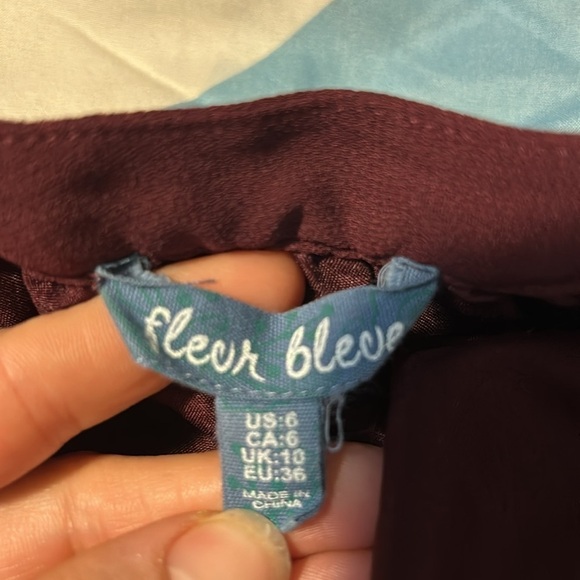 fleur bleue
US:6
CA:6
UK:10
EU:36
MADE IN
CHINA